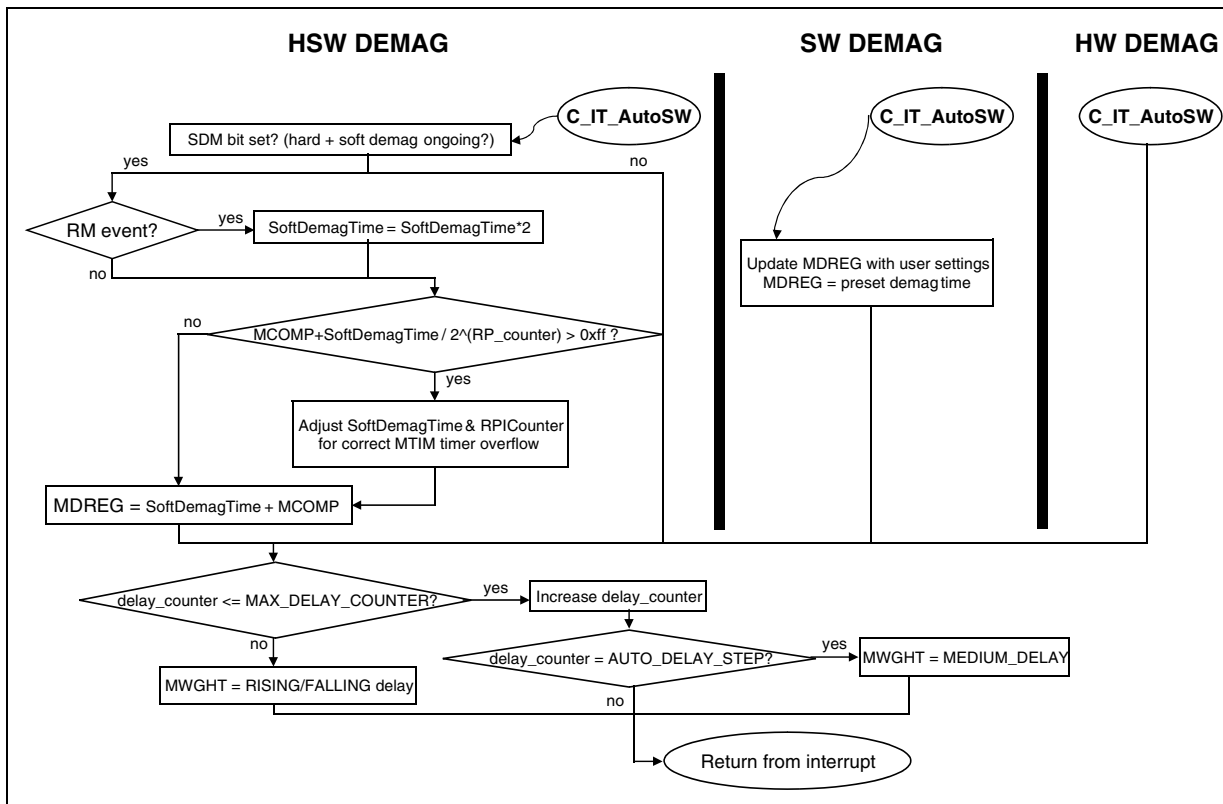 HSW DEMAG
SW DEMAG
HW DEMAG
C_IT_AutoSW
C_IT_AutoSW
C_IT_AutoSW
SDM bit set? (hard + soft demag ongoing?)
yes
no
RM event?
yes
SoftDemagTime = SoftDemagTime*2
no
Update MDREG with user settings
MDREG = preset demag time
no
MCOMP+SoftDemagTime / 2^(RP_counter) > 0xff ?
yes
Adjust SoftDemagTime & RPICounter
for correct MTIM timer overflow
MDREG = SoftDemagTime + MCOMP
delay_counter <= MAX_DELAY_COUNTER?
yes
Increase delay_counter
no
delay_counter = AUTO_DELAY_STEP?
yes
MWGHT = MEDIUM_DELAY
MWGHT = RISING/FALLING delay
no
Return from interrupt